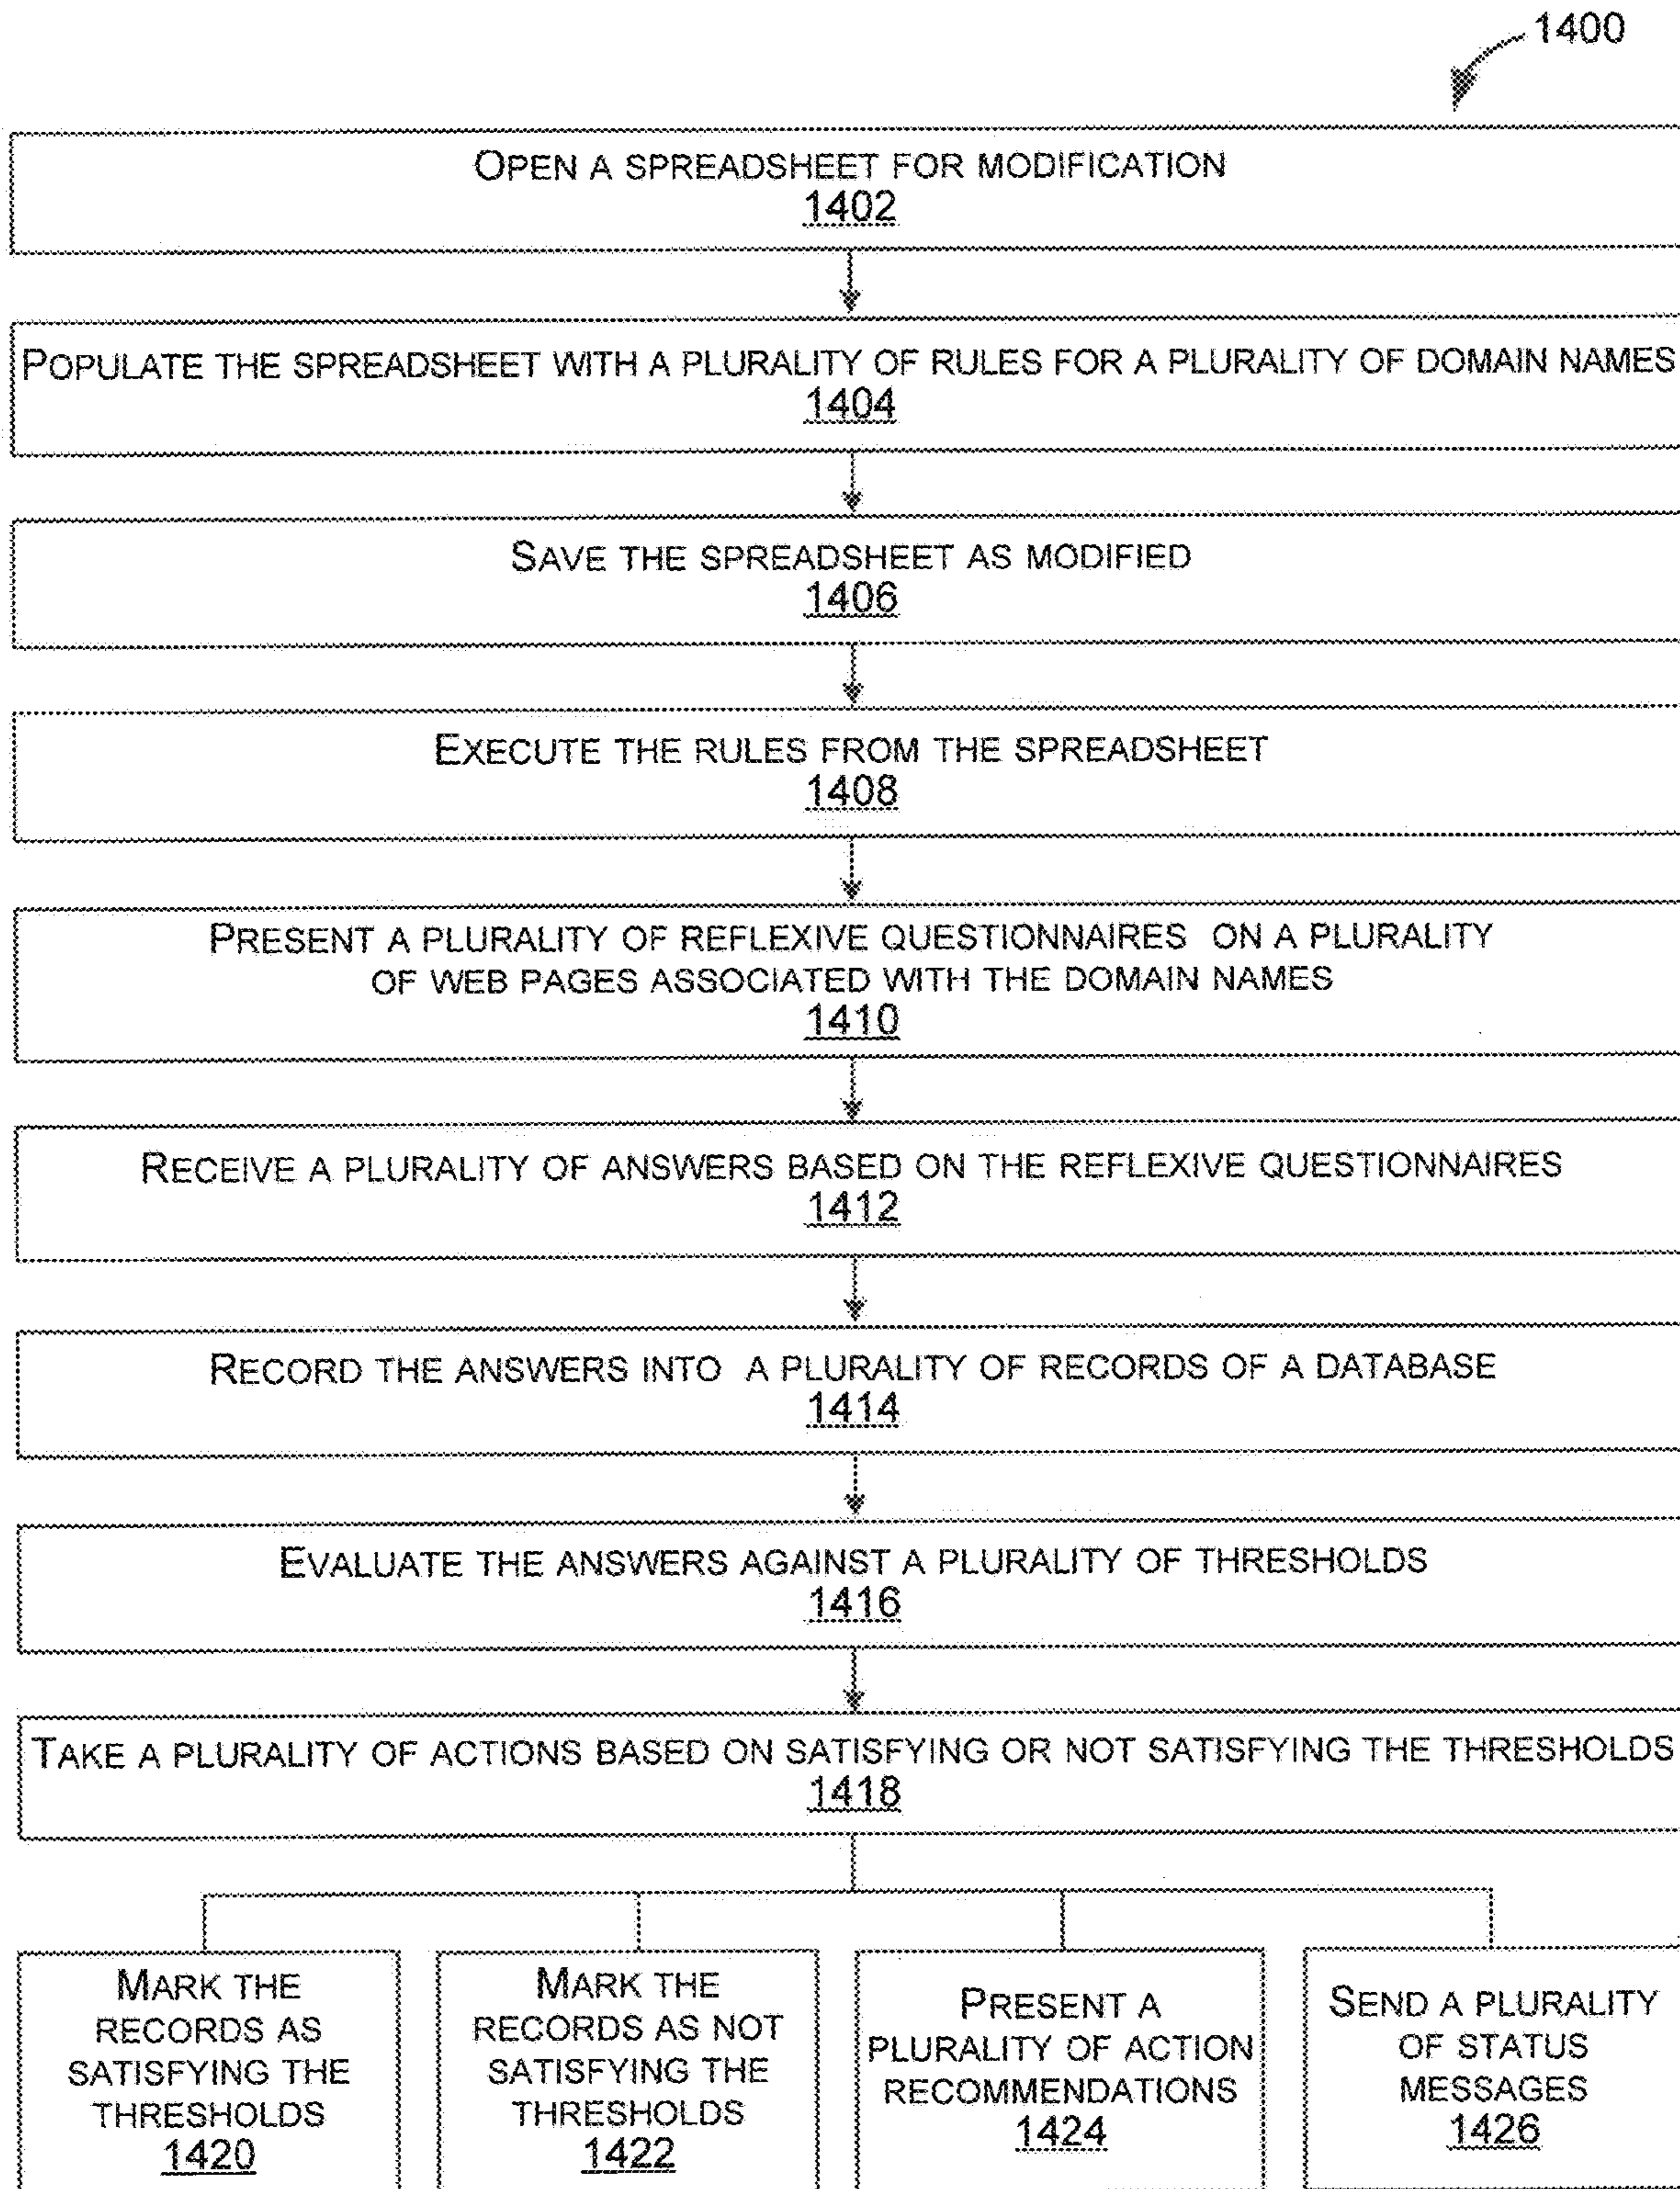 1400
OPEN A SPREADSHEET FOR MODIFICATION
1402
POPULATE THE SPREADSHEET WITH A PLURALITY OF RULES FOR A PLURALITY OF DOMAIN NAMES
1404
SAVE THE SPREADSHEET AS MODIFIED
1406
EXECUTE THE RULES FROM THE SPREADSHEET
1408
PRESENT A PLURALITY OF REFLEXIVE QUESTIONNAIRES ON A PLURALITY
OF WEB PAGES ASSOCIATED WITH THE DOMAIN NAMES
1410
RECEIVE A PLURALITY OF ANSWERS BASED ON THE REFLEXIVE QUESTIONNAIRES
1412
RECORD THE ANSWERS INTO A PLURALITY OF RECORDS OF A DATABASE
1414
EVALUATE THE ANSWERS AGAINST A PLURALITY OF THRESHOLDS
1416
TAKE A PLURALITY OF ACTIONS BASED ON SATISFYING OR NOT SATISFYING THE THRESHOLDS
1418
MARK THE
RECORDS AS
SATISFYING THE
THRESHOLDS
1420
MARK THE
RECORDS AS NOT
SATISFYING THE
THRESHOLDS
1422
PRESENT A
PLURALITY OF ACTION
RECOMMENDATIONS
1424
SEND A PLURALITY
OF STATUS
MESSAGES
1426